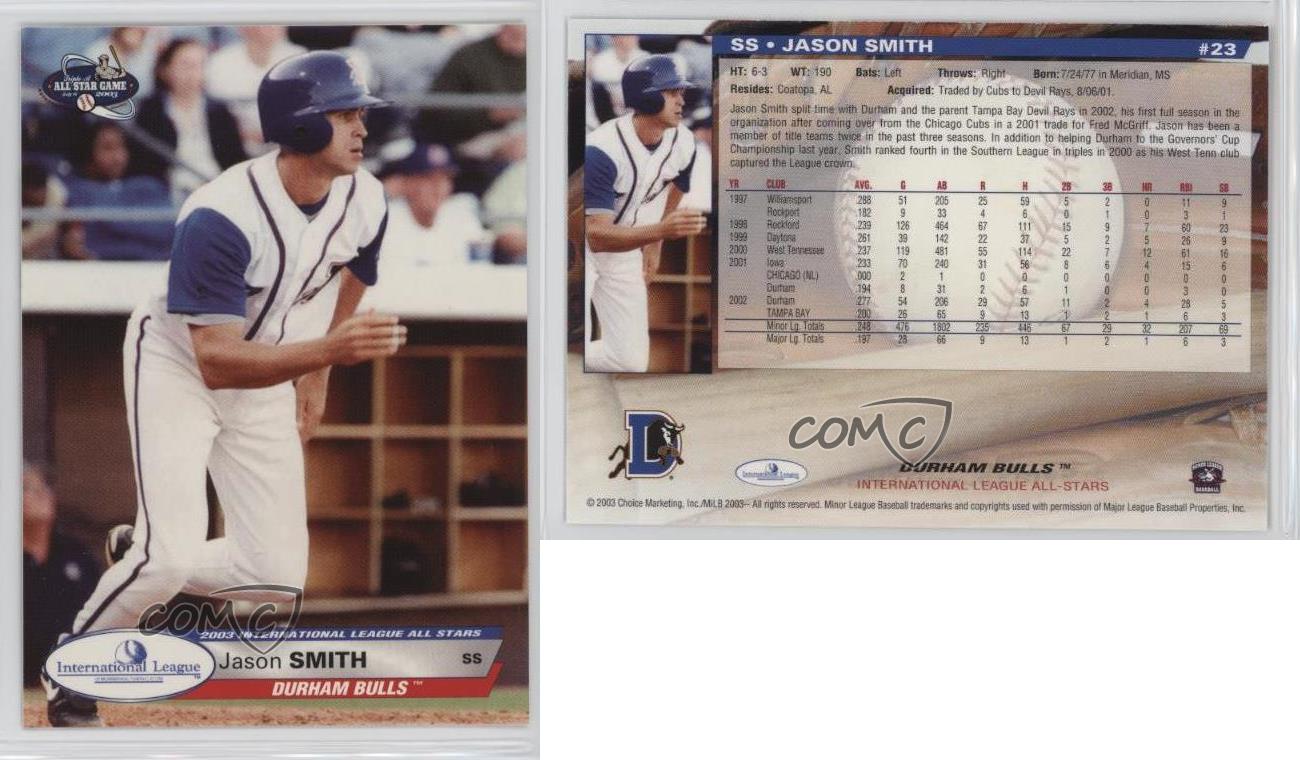 Triple-A
ALL STAR GAME
2003
2003 INTERNATIONAL LEAGUE ALL STARS
International League™
Jason SMITH SS
DURHAM BULLS™
COMC
SS • JASON SMITH #23
HT: 6-3 WT: 190 Bats: Left Throws: Right Born: 7/24/77 in Meridian, MS
Resides: Coatopa, AL Acquired: Traded by Cubs to Devil Rays, 8/06/01.
Jason Smith split time with Durham and the parent Tampa Bay Devil Rays in 2002, his first full season in the
organization after coming over from the Chicago Cubs in a 2001 trade for Fred McGriff. Jason has been a
member of title teams twice in the past three seasons. In addition to helping Durham to the Governors' Cup
Championship last year, Smith ranked fourth in the Southern League in triples in 2000 as his West Tenn club
captured the League crown.
YR CLUB AVG. G AB R H 2B 3B HR RBI SB
1997 Williamsport .288 51 205 25 59 5 2 0 11 9
Rockport .182 9 33 4 6 0 1 0 3 1
1998 Rockford .239 126 464 67 111 15 9 7 60 23
1999 Daytona .261 39 142 22 37 5 2 5 26 9
2000 West Tennessee .237 119 481 55 114 22 7 12 61 16
2001 Iowa .233 70 240 31 56 8 6 4 15 6
CHICAGO (NL) .000 2 1 0 0 0 0 0 0 0
Durham .194 8 31 2 6 1 0 0 3 0
2002 Durham .277 54 206 29 57 11 2 4 28 5
TAMPA BAY .200 26 65 9 13 1 2 1 6 3
Minor Lg. Totals .248 476 1802 235 446 67 29 32 207 69
Major Lg. Totals .197 28 66 9 13 1 2 1 6 3
COMC
D
International League
DURHAM BULLS™
INTERNATIONAL LEAGUE ALL-STARS
© 2003 Choice Marketing, Inc./MiLB 2003-- All rights reserved. Minor League Baseball trademarks and copyrights used with permission of Major League Baseball Properties, Inc.